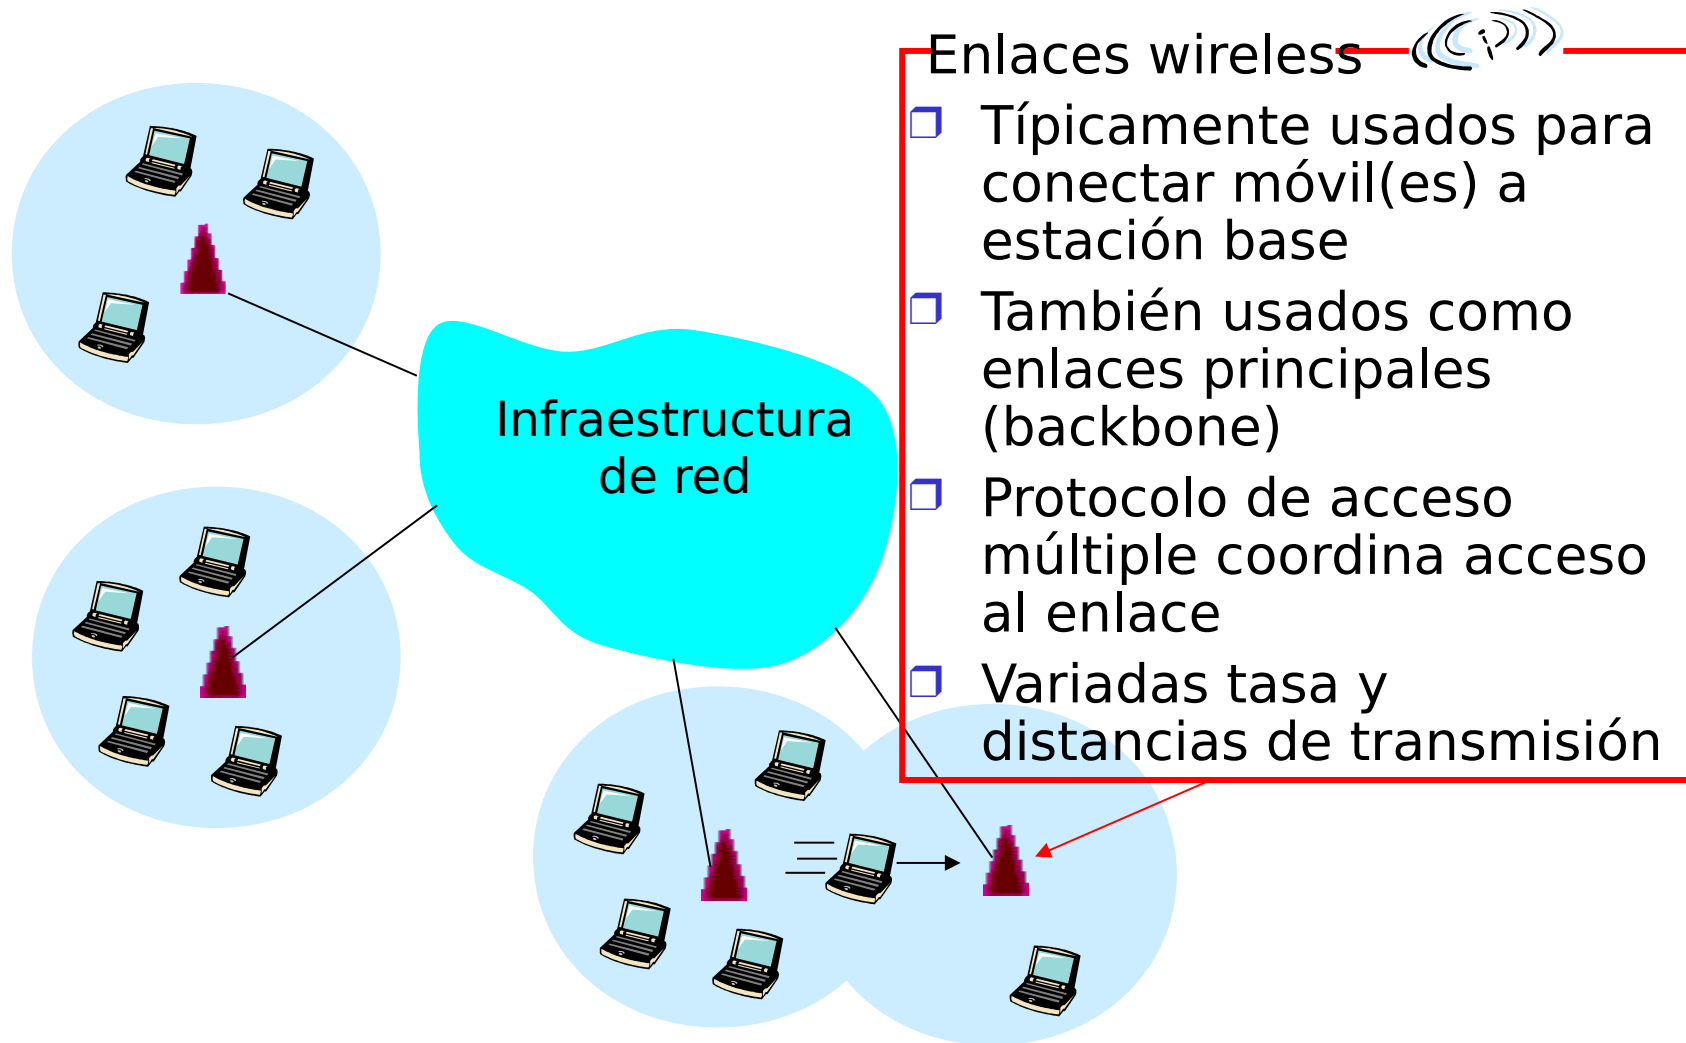 Enlaces wireless
Típicamente usados para
conectar móvil(es) a
estación base
También usados como
enlaces principales
(backbone)
Protocolo de acceso
múltiple coordina acceso
al enlace
Variadas tasa y
distancias de transmisión
Infraestructura
de red